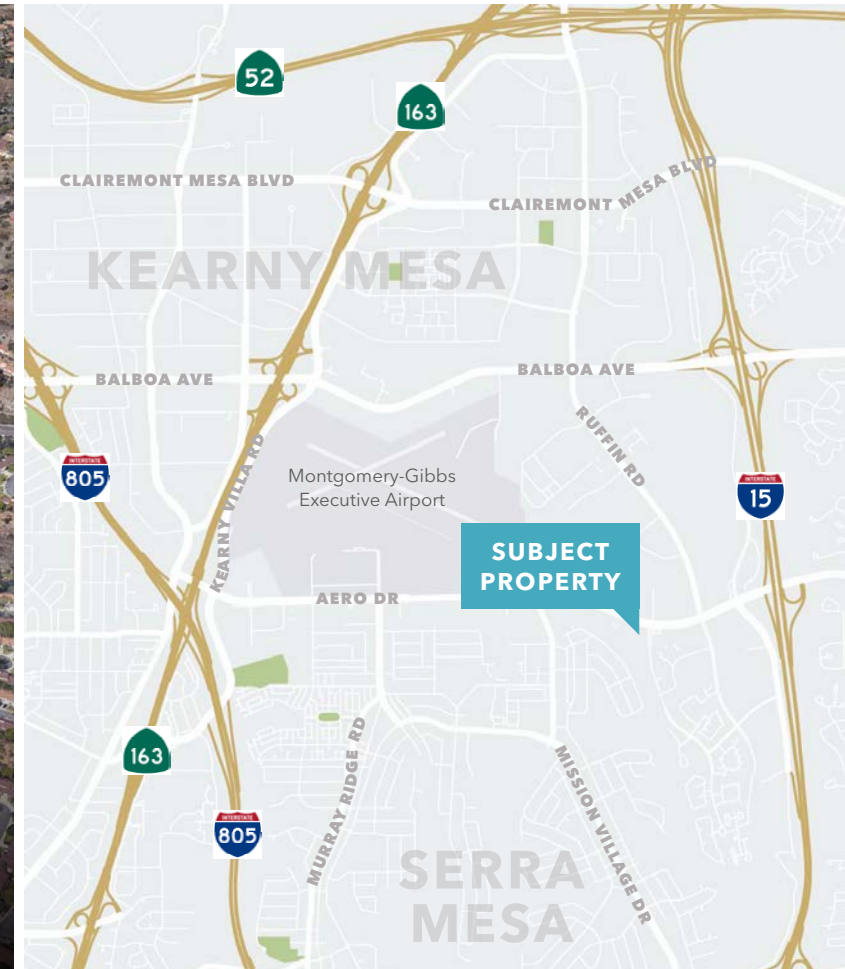 52
163
CLAIREMONT MESA BLVD
CLAIREMONT MESA BLVD
KEARNY MESA
BALBOA AVE
BALBOA AVE
RUFFIN RD
INTERSTATE
805
KEARNY VILLA RD
Montgomery-Gibbs
Executive Airport
INTERSTATE
15
SUBJECT
PROPERTY
AERO DR
163
MURRAY RIDGE RD
MISSION VILLAGE DR
INTERSTATE
805
SERRA
MESA